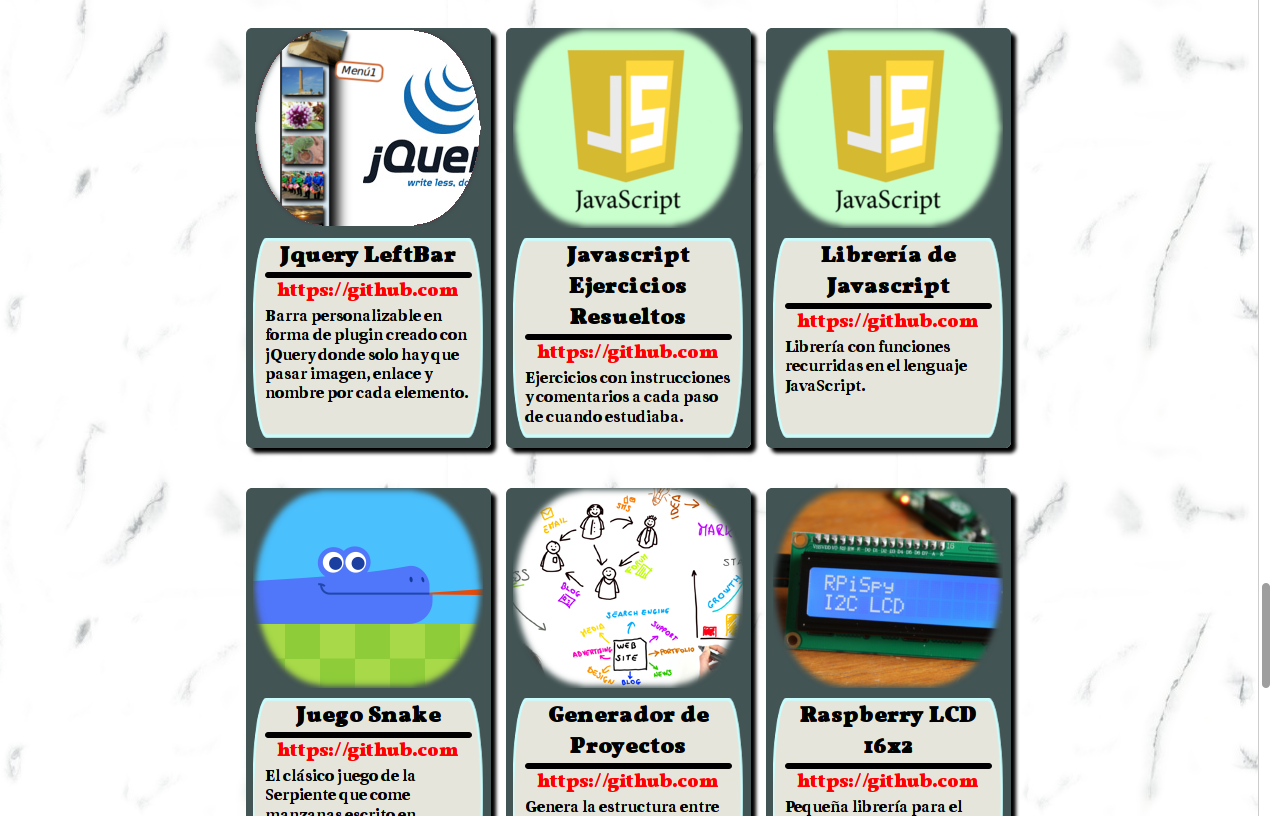 Menú1
jQuer
write less, do
JS
JavaScript
JS
JavaScript
Jquery LeftBar
https://github.com
Barra personalizable en
forma de plugin creado con
jQuery donde solo hay que
pasar imagen, enlace y
nombre por cada elemento.
Javascript
Ejercicios
Resueltos
https://github.com
Ejercicios con instrucciones
y comentarios a cada paso
de cuando estudiaba.
Librería de
Javascript
https://github.com
Librería con funciones
recurridas en el lenguaje
JavaScript.
EMAIL
SMS
MARK
FORUM
BLOG
GROWTH
SEARCH ENGINE
MEDIA
SUPPORT
ADVERTISING
WEB
SITE
PORTFOLIO
DESIGN
BLOG
NEWS
RPiSpy
I2C LCD
Juego Snake
https://github.com
El clásico juego de la
Serpiente que come
manzanas escrito en
Generador de
Proyectos
https://github.com
Genera la estructura entre
Raspberry LCD
16x2
https://github.com
Pequeña librería para el